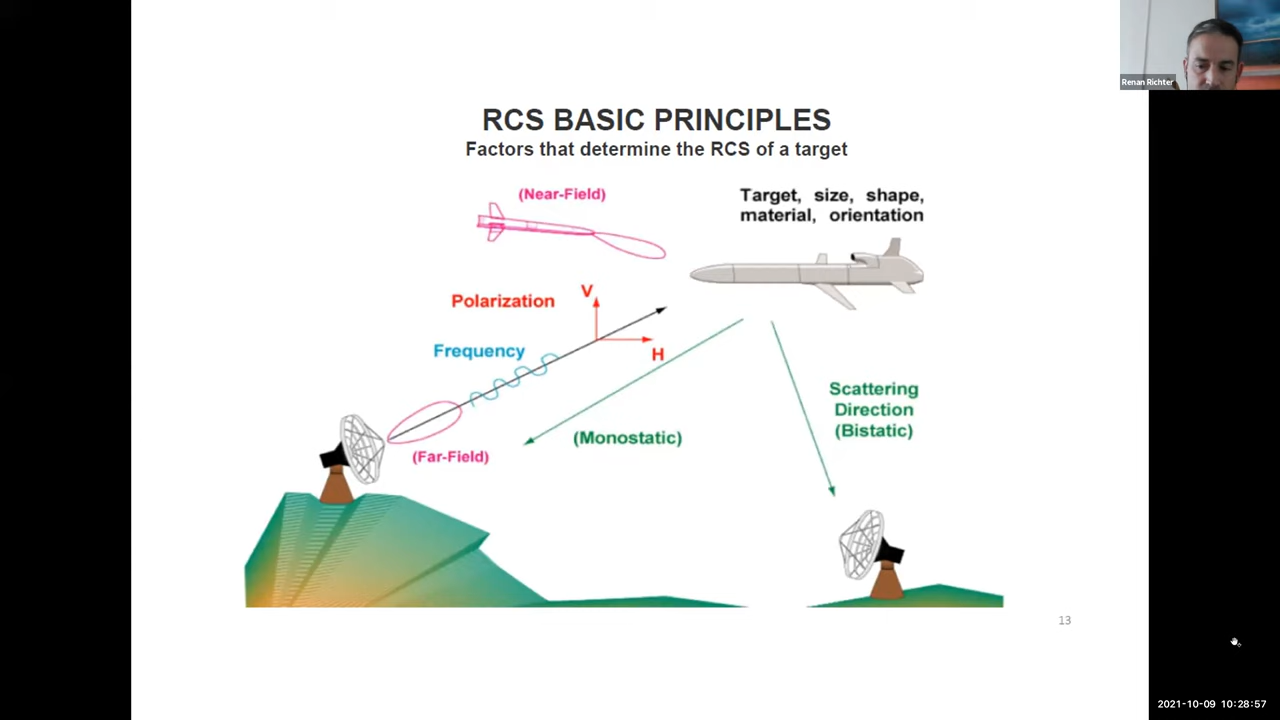 Renan Richter
RCS BASIC PRINCIPLES
Factors that determine the RCS of a target
(Near-Field)
Target, size, shape,
material, orientation
Polarization
V
Frequency
H
Scattering
Direction
(Bistatic)
(Monostatic)
(Far-Field)
13
2021-10-09 10:28:57